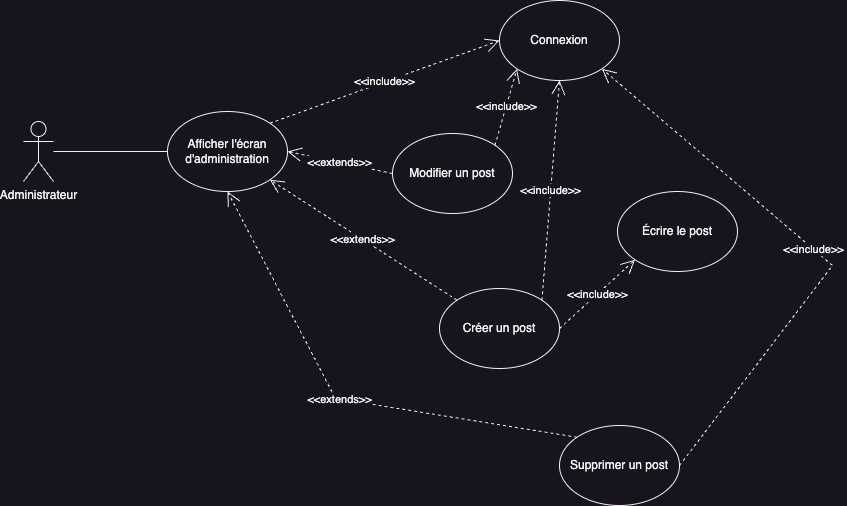 Connexion
<<include>>
<<include>>
Afficher l'écran
d'administration
<<extends>>
Modifier un post
Administrateur
<<include>>
Écrire le post
<<extends>>
<<include>>
<<include>>
Créer un post
<<extends>>
Supprimer un post